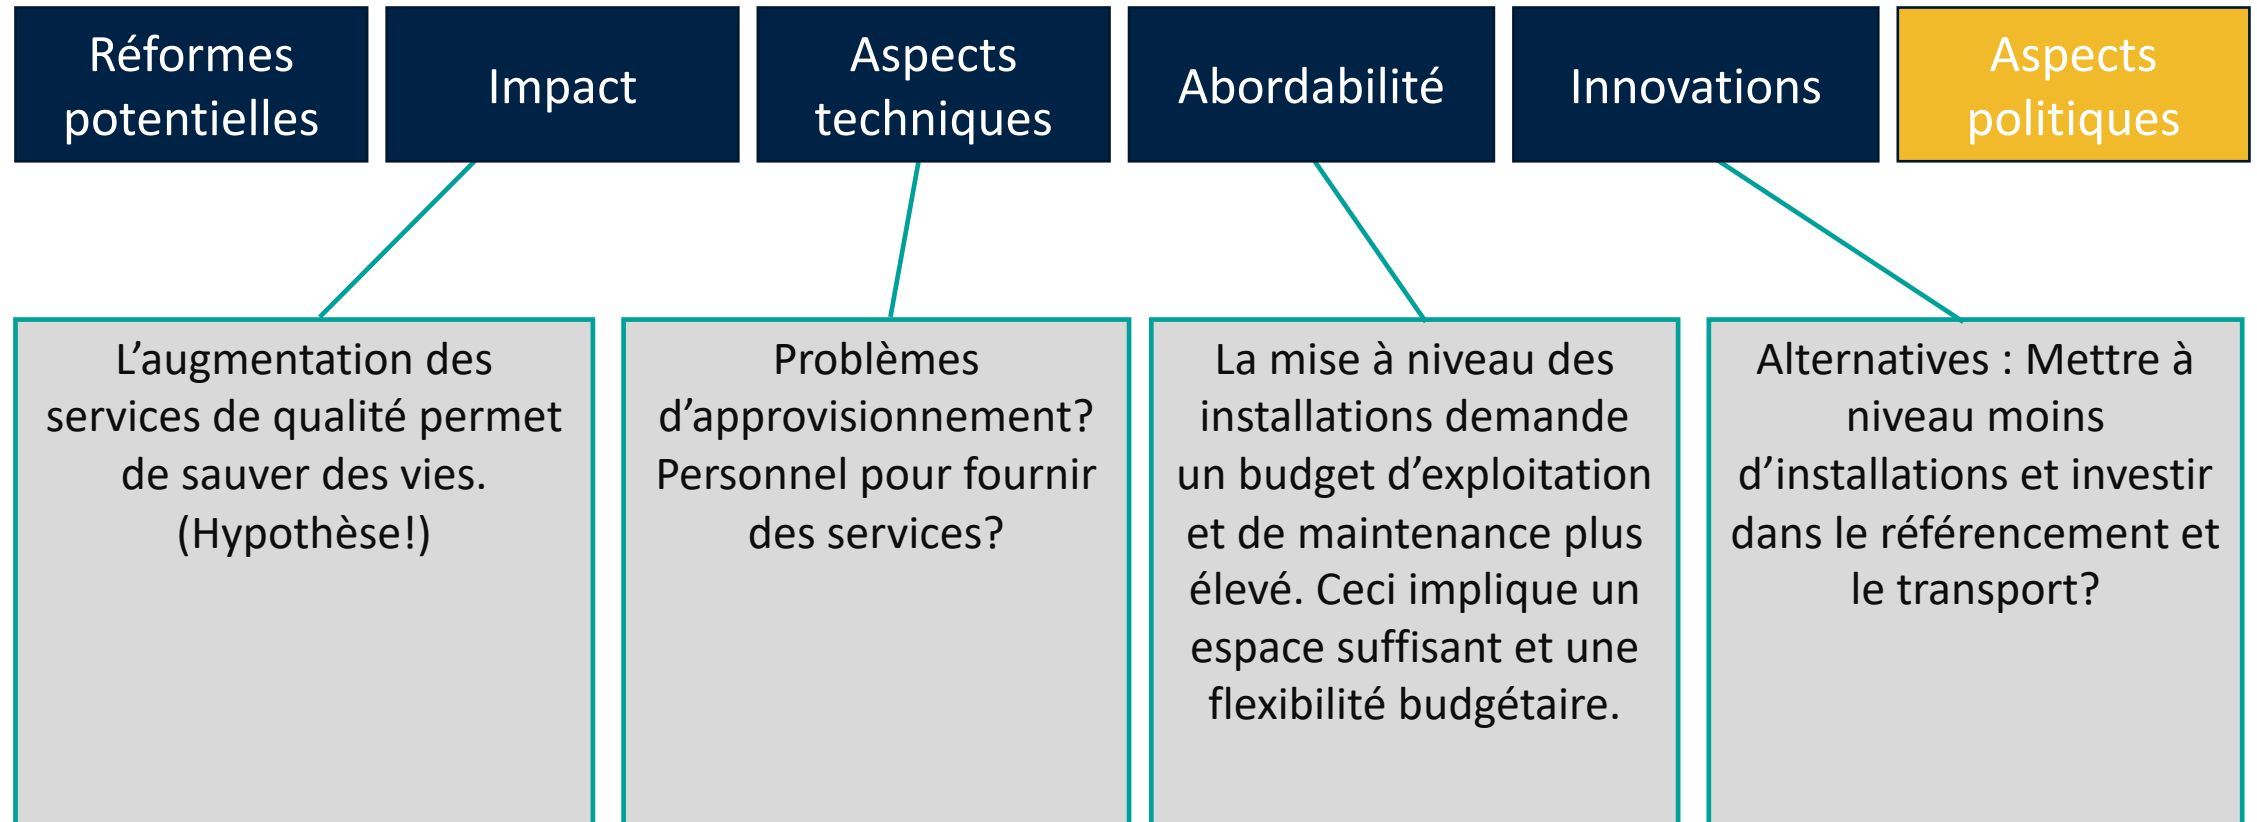 Réformes
potentielles
Impact
Aspects
techniques
Abordabilité
Innovations
Aspects
politiques
L’augmentation des
services de qualité permet
de sauver des vies.
(Hypothèse!)
Problèmes
d’approvisionnement?
Personnel pour fournir
des services?
La mise à niveau des
installations demande
un budget d’exploitation
et de maintenance plus
élevé. Ceci implique un
espace suffisant et une
flexibilité budgétaire.
Alternatives : Mettre à
niveau moins
d’installations et investir
dans le référencement et
le transport?